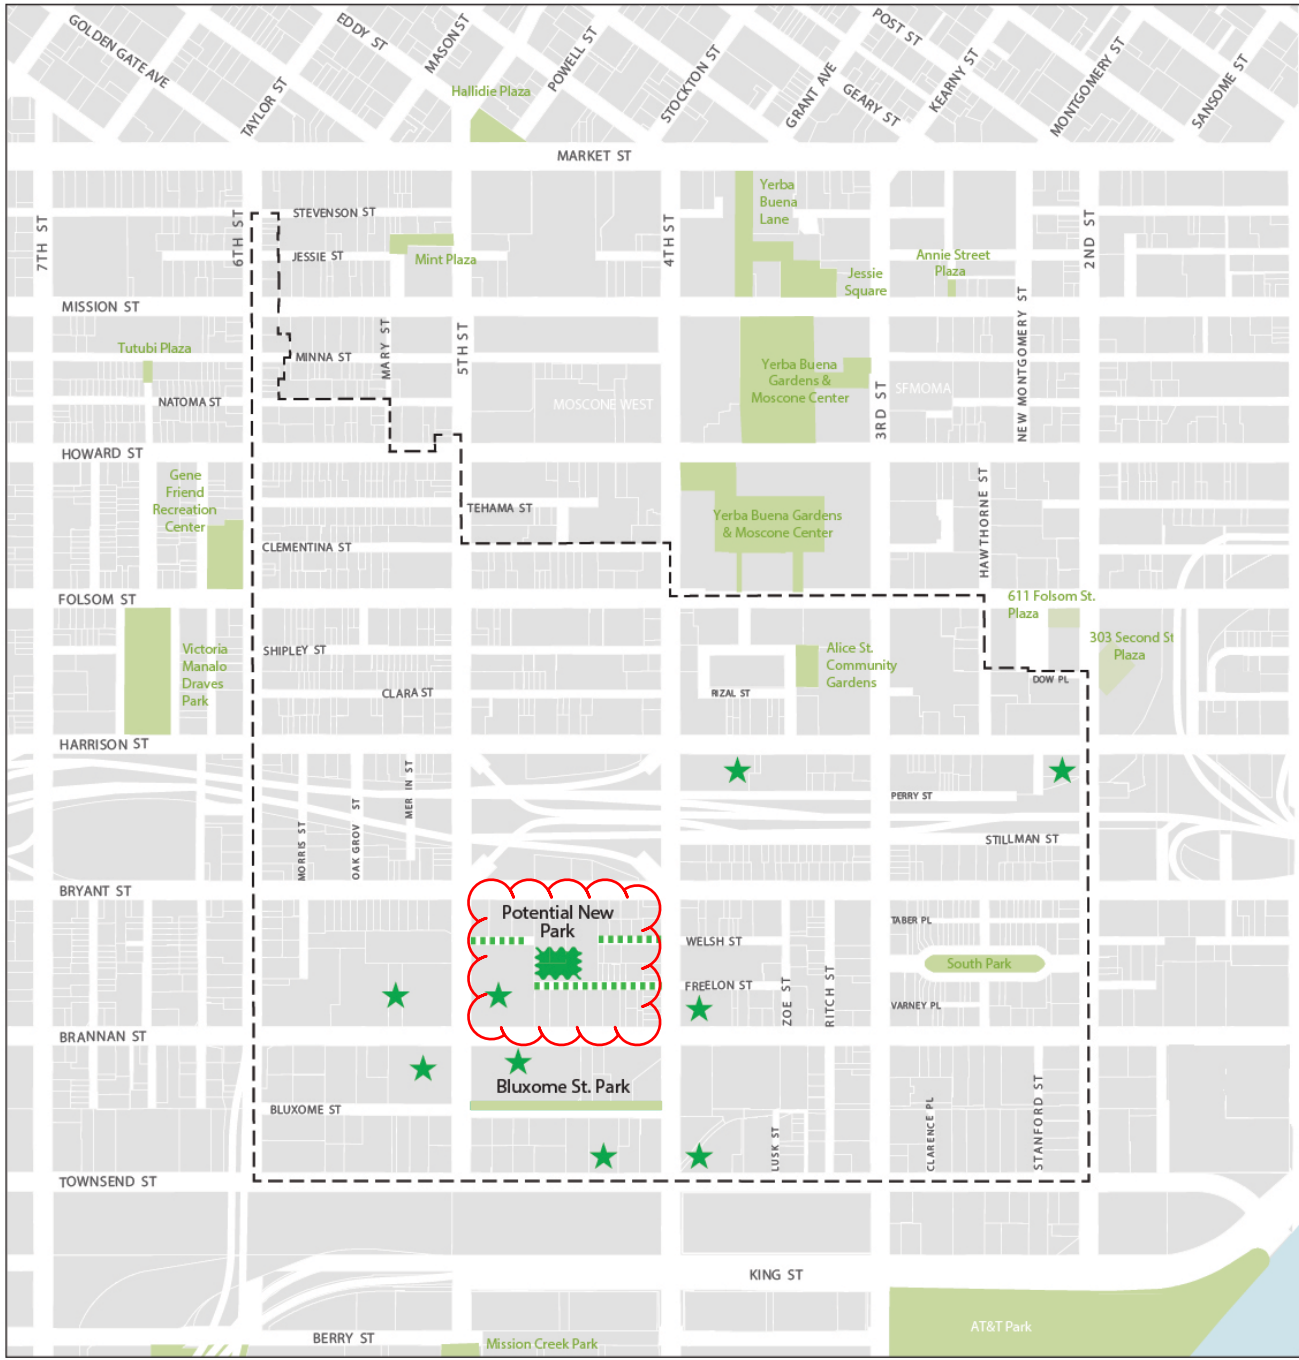 GOLDEN GATE AVE
EDDY ST
MASON ST
POWELL ST
POST ST
TAYLOR ST
STOCKTON ST
GRANT AVE
GEARY ST
KEARNY ST
MONTGOMERY ST
SANSOME ST
Hallidie Plaza
MARKET ST
7TH ST
6TH ST
STEVENSON ST
4TH ST
Yerba
Buena
Lane
2ND ST
JESSIE ST
Mint Plaza
Jessie
Square
Annie Street
Plaza
MISSION ST
Tutubi Plaza
MINNA ST
MARY ST
5TH ST
Yerba Buena
Gardens &
Moscone Center
3RD ST
SFMOMA
NEW MONTGOMERY ST
NATOMA ST
MOSCONE WEST
HOWARD ST
Gene
Friend
Recreation
Center
TEHAMA ST
Yerba Buena Gardens
& Moscone Center
HAWTHORNE ST
CLEMENTINA ST
FOLSOM ST
611 Folsom St.
Plaza
303 Second St
Plaza
Victoria
Manalo
Draves
Park
SHIPLEY ST
Alice St.
Community
Gardens
CLARA ST
RIZAL ST
DOW PL
HARRISON ST
MER IN ST
OAK GROV ST
MORRIS ST
PERRY ST
STILLMAN ST
BRYANT ST
Potential New
Park
TABER PL
WELSH ST
South Park
FREELON ST
ZOE ST
RITCH ST
VARNEY PL
BRANNAN ST
Bluxome St. Park
BLUXOME ST
LUSK ST
CLARENCE PL
STANFORD ST
TOWNSEND ST
KING ST
AT&T Park
BERRY ST
Mission Creek Park